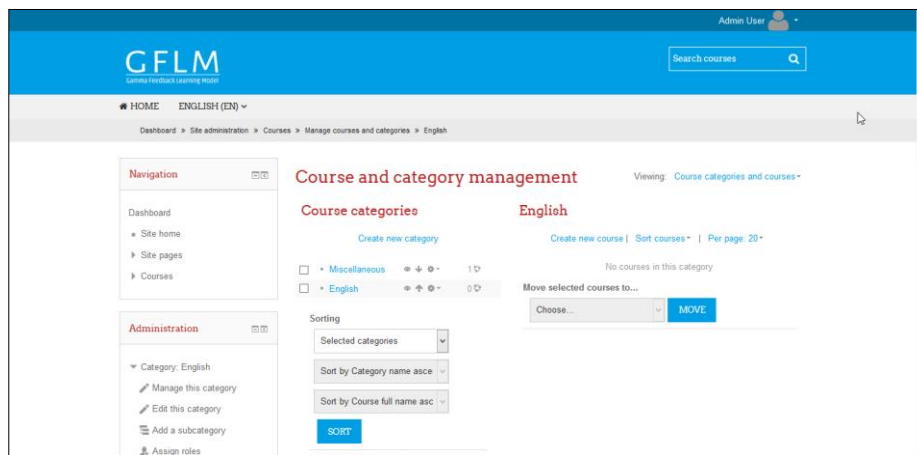 Admin User
GFLM
Gamma Feedback Learning Model
Search courses
HOME ENGLISH (EN)
Dashboard » Site administration » Courses » Manage courses and categories » English
Navigation
Dashboard
Site home
Site pages
Courses
Administration
Category: English
Manage this category
Edit this category
Add a subcategory
Assign roles
Course and category management
Viewing: Course categories and courses
Course categories
Create new category
Miscellaneous 1
English 0
Sorting
Selected categories
Sort by Category name asce
Sort by Course full name asc
SORT
English
Create new course | Sort courses | Per page: 20
No courses in this category
Move selected courses to...
Choose... MOVE